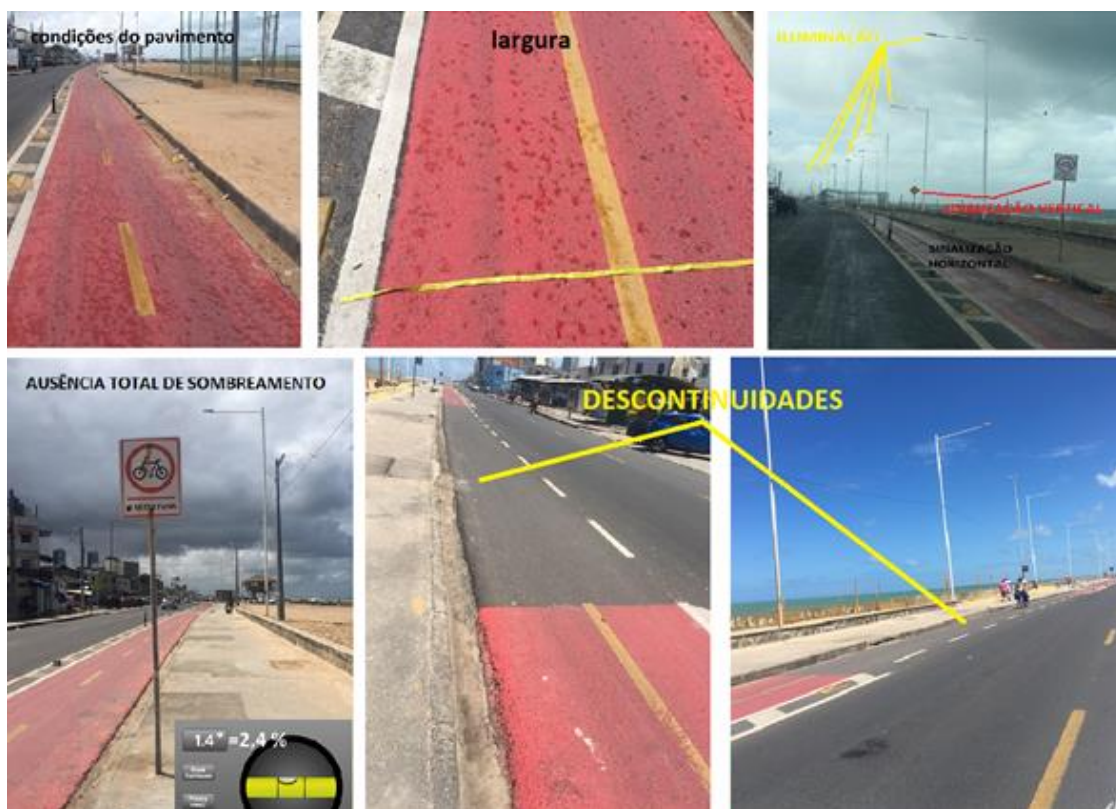 condições do pavimento
largura
ILUMINAÇÃO
SINALIZAÇÃO VERTICAL
SINALIZAÇÃO
HORIZONTAL
AUSÊNCIA TOTAL DE SOMBREAMENTO
DESCONTINUIDADES
1.4°=2,4 %